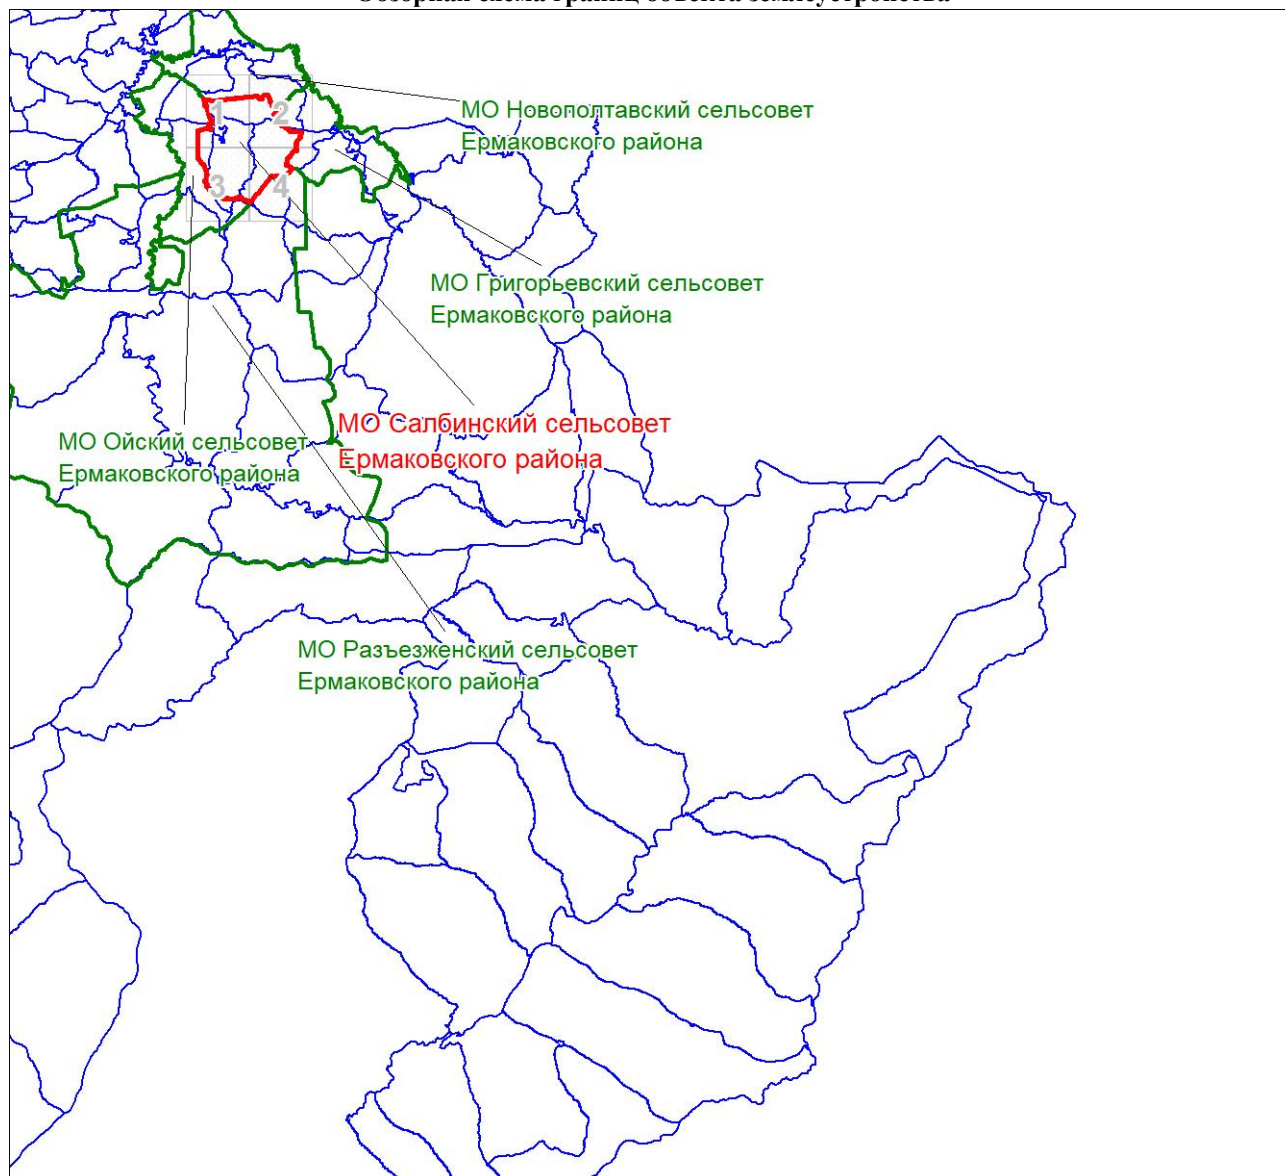 Обзорная схема границ объекта землеустройства
1 2
3 4
МО Новополтавский сельсовет
Ермаковского района
МО Григорьевский сельсовет
Ермаковского района
МО Салбинский сельсовет
Ермаковского района
МО Ойский сельсовет
Ермаковского района
МО Разъезженский сельсовет
Ермаковского района